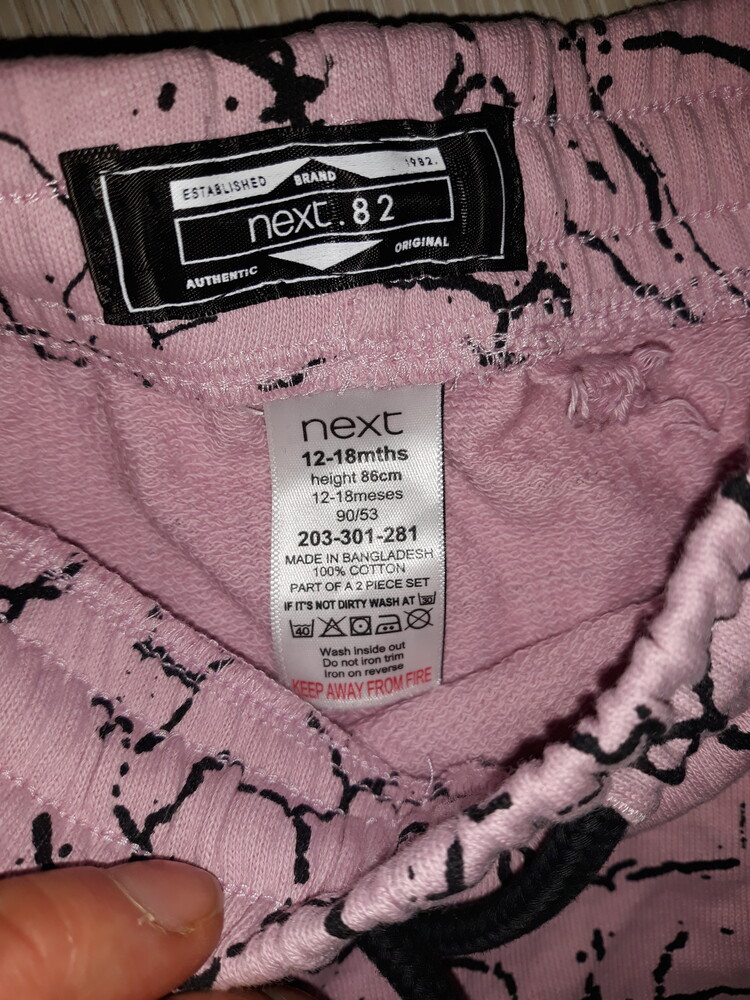 ESTABLISHED BRAND 1982.
next.82
AUTHENTIC ORIGINAL
next
12-18mths
height 86cm
12-18meses
90/53
203-301-281
MADE IN BANGLADESH
100% COTTON
PART OF A 2 PIECE SET
IF IT'S NOT DIRTY WASH AT 30
40
Wash inside out
Do not iron trim
Iron on reverse
KEEP AWAY FROM FIRE